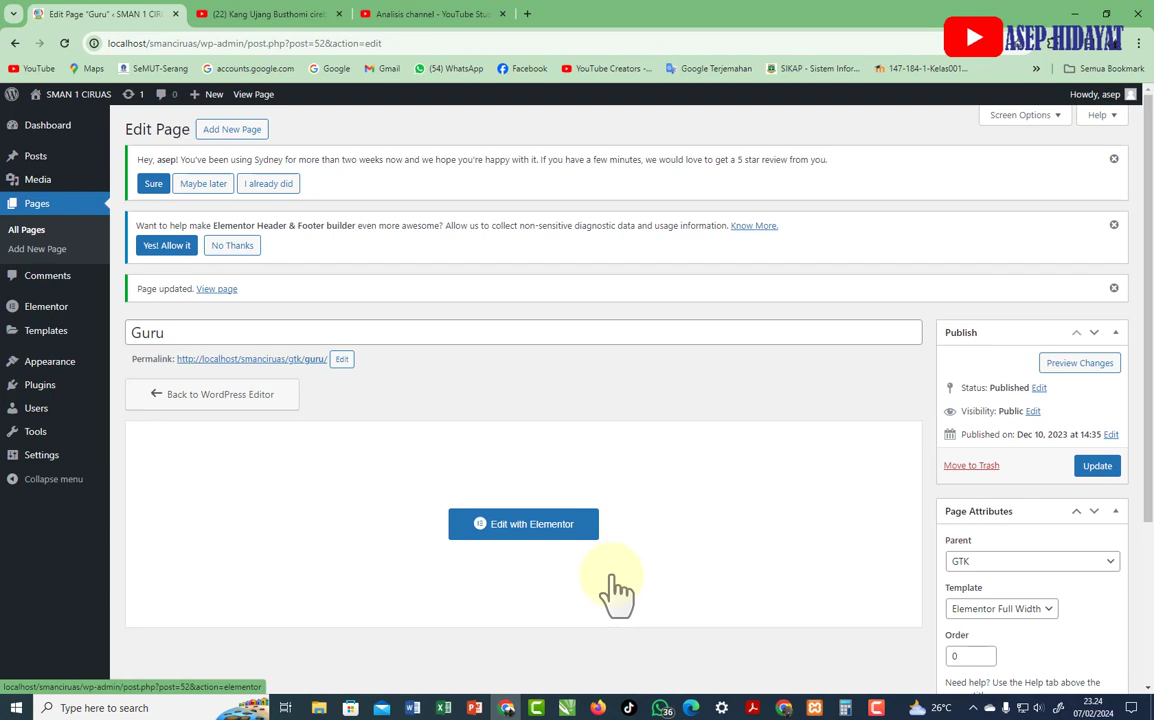 Edit Page "Guru" ‹ SMAN 1 CIRU
(22) Kang Ujang Busthomi cireb
Analisis channel - YouTube Stu
localhost/smanciruas/wp-admin/post.php?post=52&action=edit
ASEP HIDAYAT
YouTube
Maps
SeMUT-Serang
accounts.google.com
Google
Gmail
(54) WhatsApp
Facebook
YouTube Creators -...
Google Terjemahan
SIKAP - Sistem Infor...
147-184-1-Kelas001...
Semua Bookmark
SMAN 1 CIRUAS
1
0
New
View Page
Howdy, asep
Dashboard
Posts
Media
Pages
All Pages
Add New Page
Comments
Elementor
Templates
Appearance
Plugins
Users
Tools
Settings
Collapse menu
Edit Page
Add New Page
Screen Options
Help
Hey, asep! You've been using Sydney for more than two weeks now and we hope you're happy with it. If you have a few minutes, we would love to get a 5 star review from you.
Sure
Maybe later
I already did
Want to help make Elementor Header & Footer builder even more awesome? Allow us to collect non-sensitive diagnostic data and usage information. Know More.
Yes! Allow it
No Thanks
Page updated. View page
Guru
Permalink: http://localhost/smanciruas/gtk/guru/ Edit
Back to WordPress Editor
Edit with Elementor
Publish
Preview Changes
Status: Published Edit
Visibility: Public Edit
Published on: Dec 10, 2023 at 14:35 Edit
Move to Trash
Update
Page Attributes
Parent
GTK
Template
Elementor Full Width
Order
0
Need help? Use the Help tab above the
localhost/smanciruas/wp-admin/post.php?post=52&action=elementor
Type here to search
36
26°C
23.24
07/02/2024